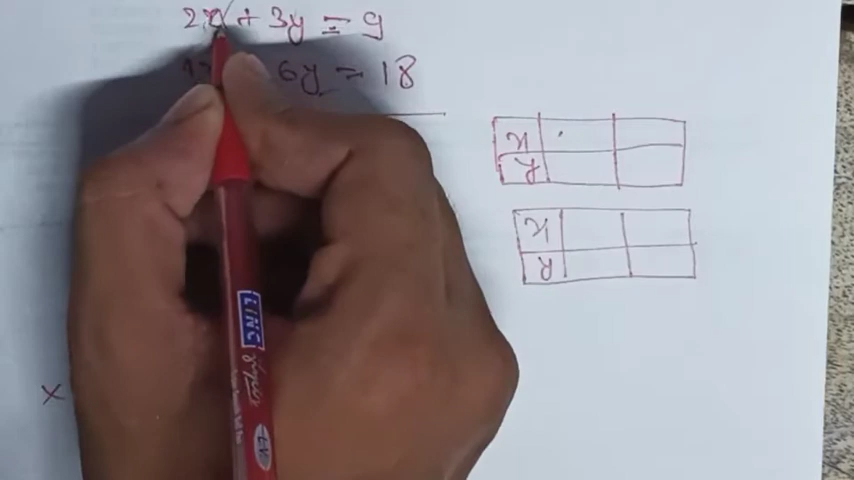 2x + 3y = 9
6y = 18
x
y
x
y
x
LINC